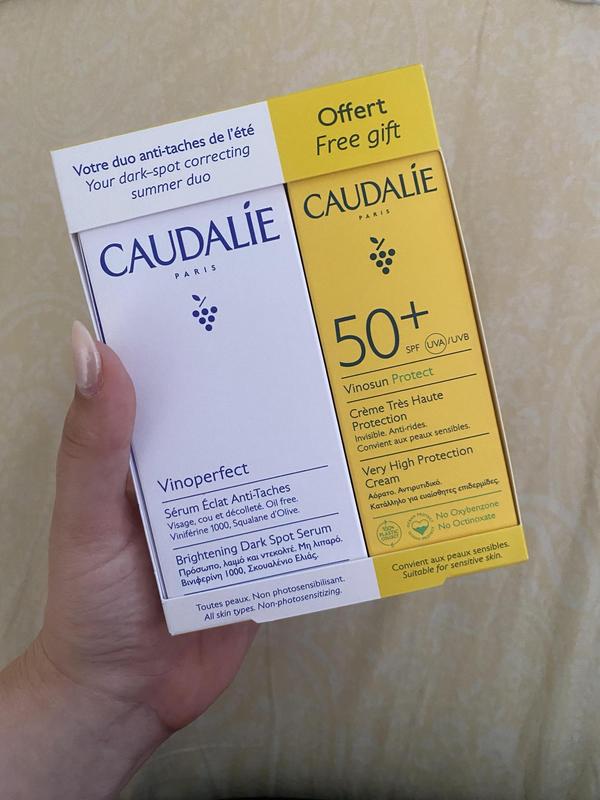 Votre duo anti-taches de l'été
Your dark-spot correcting
summer duo
Offert
Free gift
CAUDALÍE
PARIS
Vinoperfect
Sérum Éclat Anti-Taches
Visage, cou et décolleté. Oil free.
Viniférine 1000, Squalane d'Olive.
Brightening Dark Spot Serum
Πρόσωπο, λαιμό και ντεκολτέ. Μη λιπαρό.
Βινιφερίνη 1000, Σκουαλένιο Ελιάς.
Toutes peaux. Non photosensibilisant.
All skin types. Non-photosensitizing.
CAUDALÍE
PARIS
50+
SPF UVA/UVB
Vinosun Protect
Crème Très Haute
Protection
Invisible. Anti-rides.
Convient aux peaux sensibles.
Very High Protection
Cream
Αόρατο. Αντιρυτιδικό.
Κατάλληλο για ευαίσθητες επιδερμίδες.
No Oxybenzone
No Octinoxate
Convient aux peaux sensibles.
Suitable for sensitive skin.